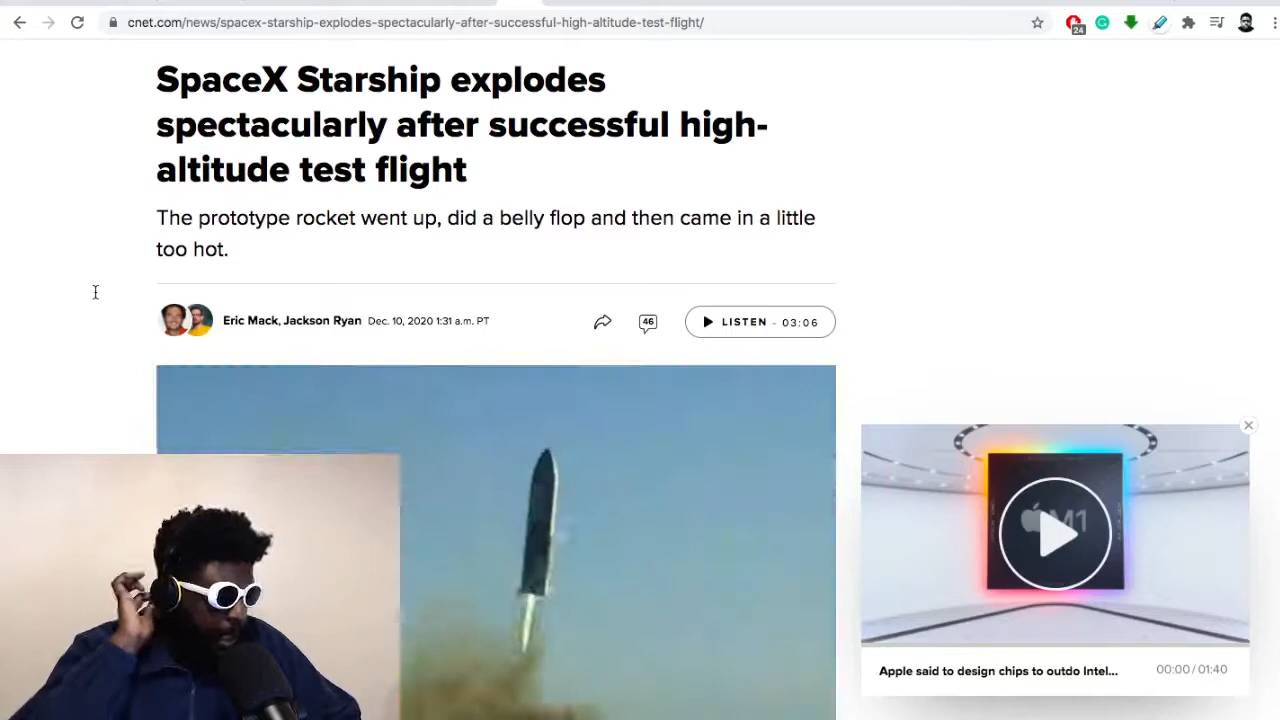 cnet.com/news/spacex-starship-explodes-spectacularly-after-successful-high-altitude-test-flight/
24
SpaceX Starship explodes
spectacularly after successful high-
altitude test flight
The prototype rocket went up, did a belly flop and then came in a little
too hot.
Eric Mack, Jackson Ryan Dec. 10, 2020 1:31 a.m. PT
46
LISTEN - 03:06
M1
Apple said to design chips to outdo Intel...
00:00 / 01:40